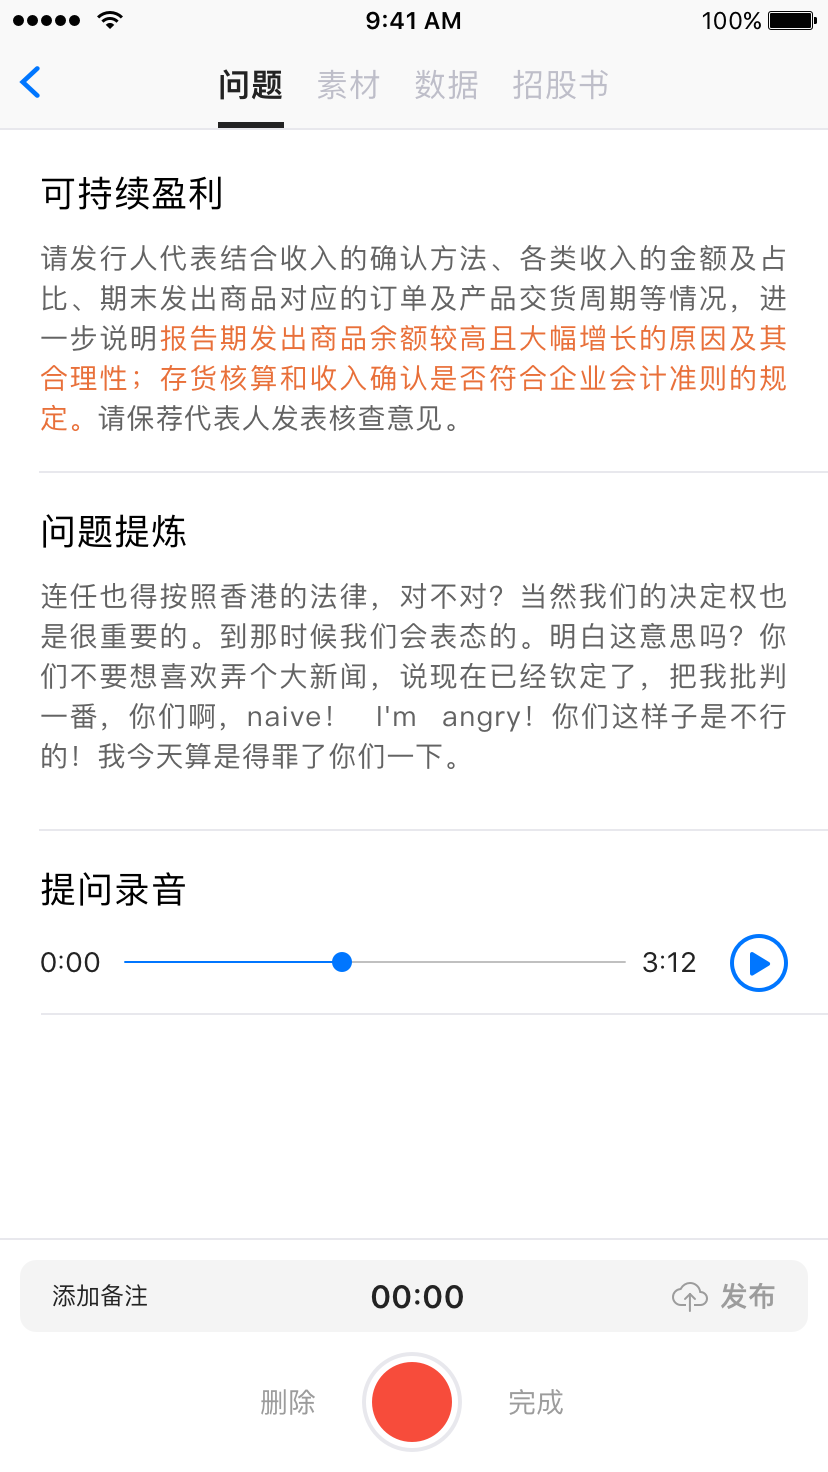 9:41 AM 100%
问题 素材 数据 招股书
可持续盈利
请发行人代表结合收入的确认方法、各类收入的金额及占
比、期末发出商品对应的订单及产品交货周期等情况，进
一步说明报告期发出商品余额较高且大幅增长的原因及其
合理性；存货核算和收入确认是否符合企业会计准则的规
定。请保荐代表人发表核查意见。
问题提炼
连任也得按照香港的法律，对不对？当然我们的决定权也
是很重要的。到那时候我们会表态的。明白这意思吗？你
们不要想喜欢弄个大新闻，说现在已经钦定了，把我批判
一番，你们啊，naive！ I'm angry！你们这样子是不行
的！我今天算是得罪了你们一下。
提问录音
0:00 3:12
添加备注 00:00 发布
删除 完成